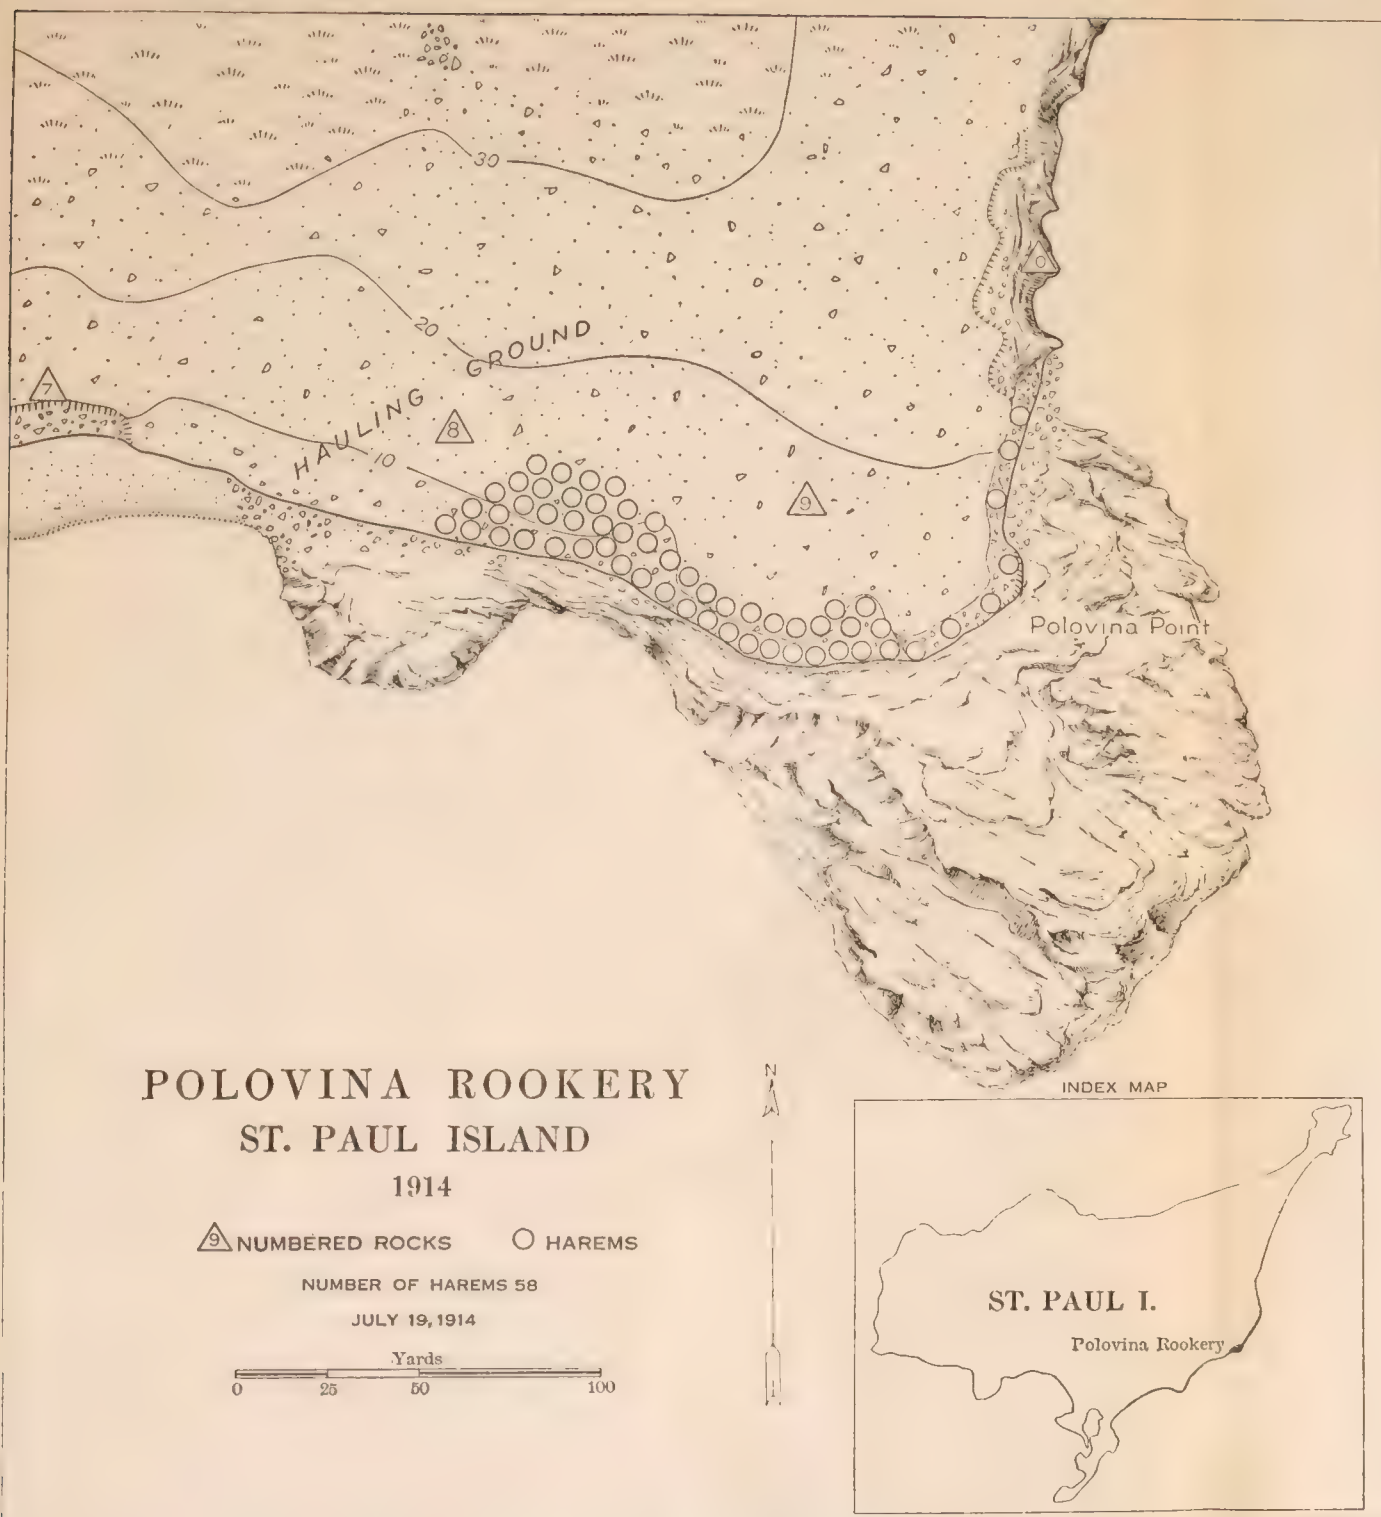 30
20
HAULING GROUND
10
7
8
9
0
Polovina Point
POLOVINA ROOKERY
ST. PAUL ISLAND
1914
9 NUMBERED ROCKS
HAREMS
NUMBER OF HAREMS 58
JULY 19, 1914
Yards
0 25 50 100
N
INDEX MAP
ST. PAUL I.
Polovina Rookery